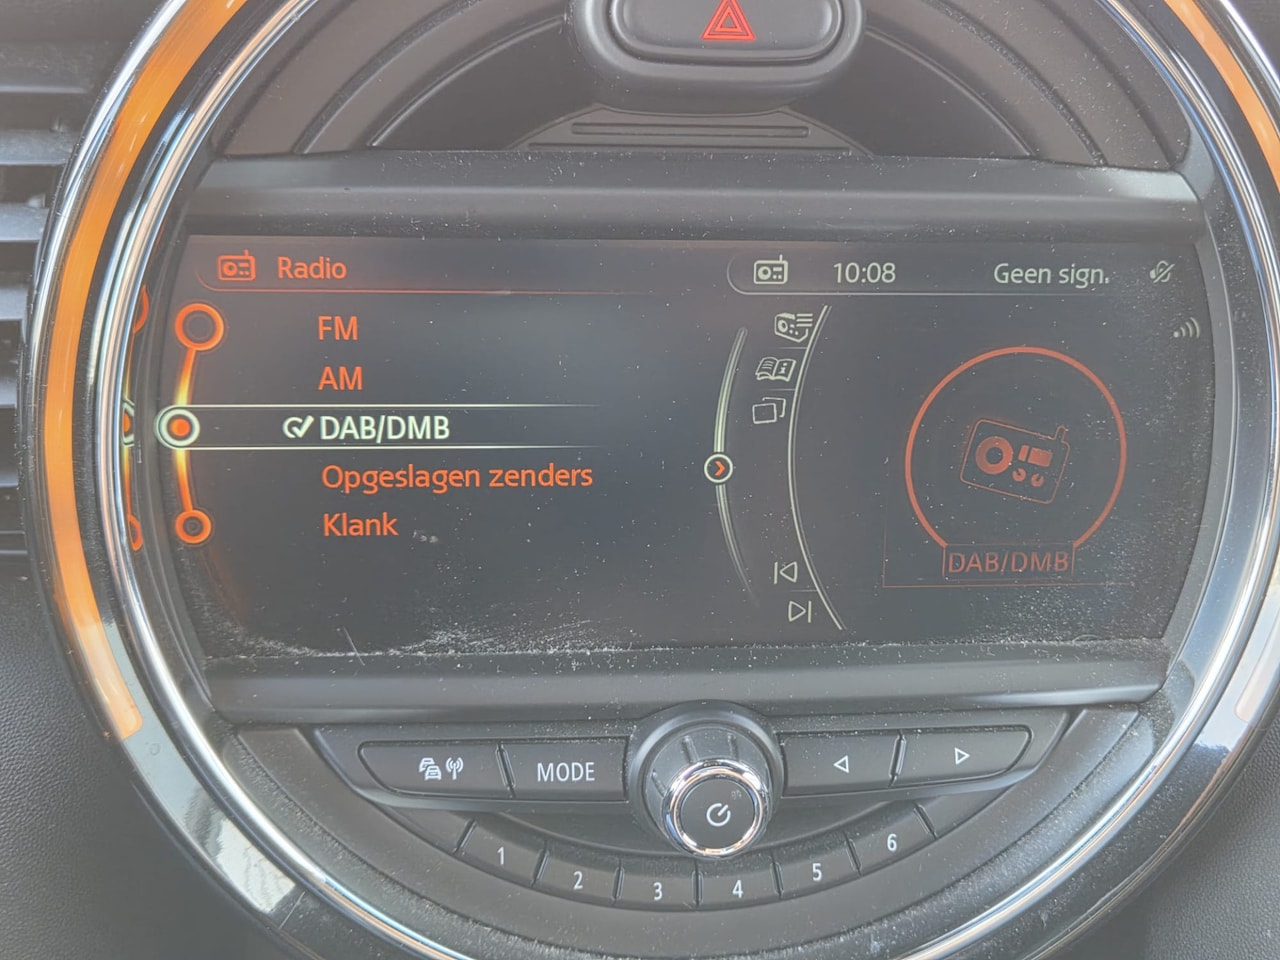 Radio
10:08 Geen sign.
FM
AM
DAB/DMB
Opgeslagen zenders
Klank
DAB/DMB
MODE
1 2 3 4 5 6